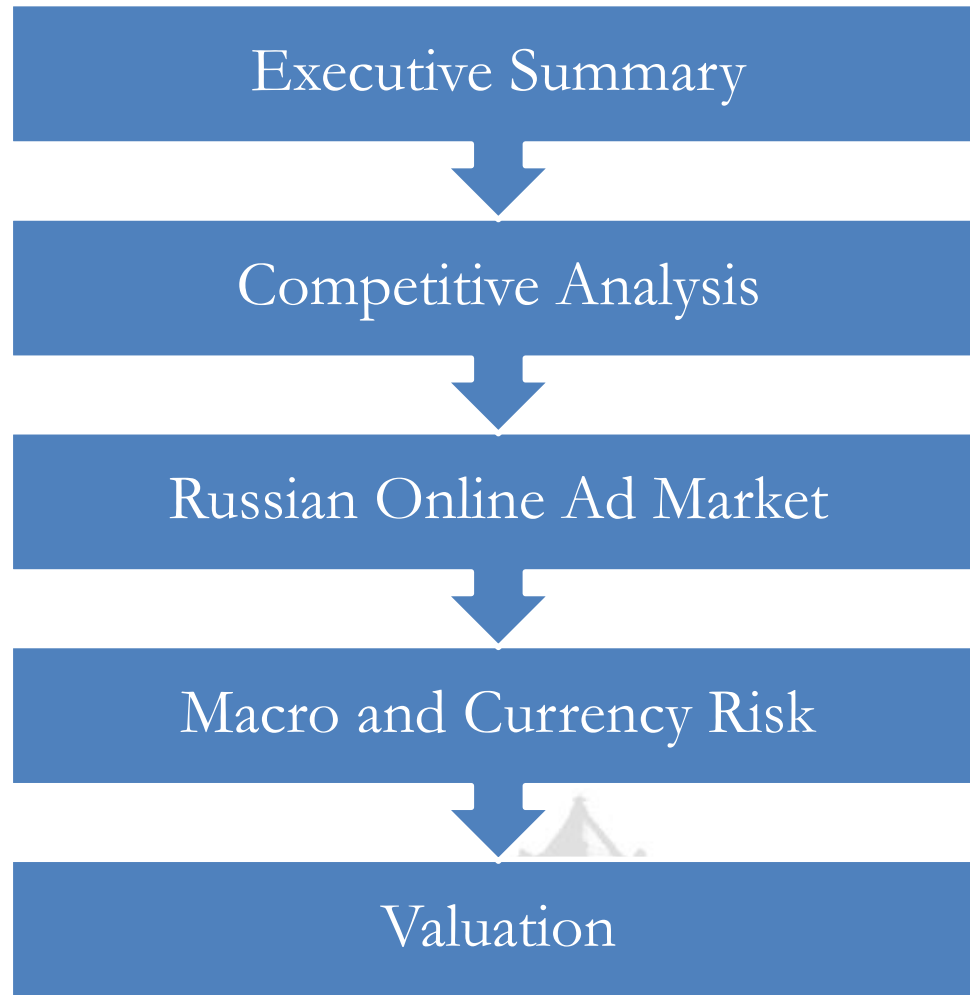 Executive Summary
Competitive Analysis
Russian Online Ad Market
Macro and Currency Risk
Valuation